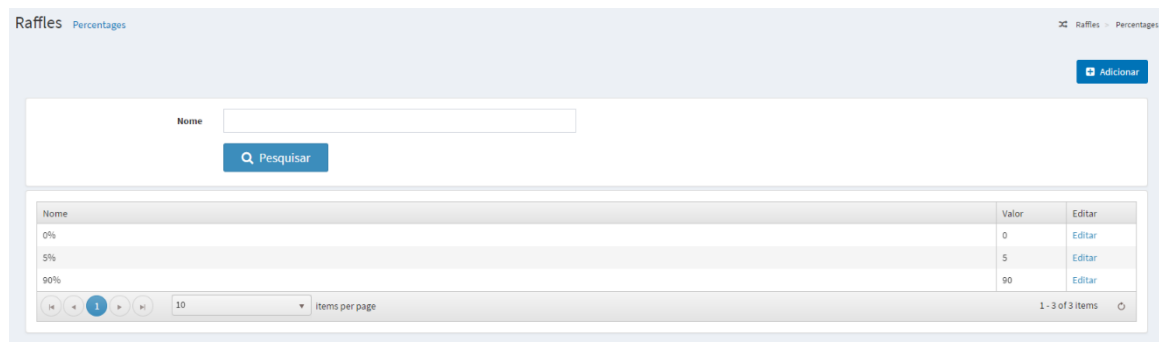 Raffles Percentages
Raffles > Percentages
Adicionar
Nome
Pesquisar
Nome Valor Editar
0% 0 Editar
5% 5 Editar
90% 90 Editar
1 10 items per page 1 - 3 of 3 items